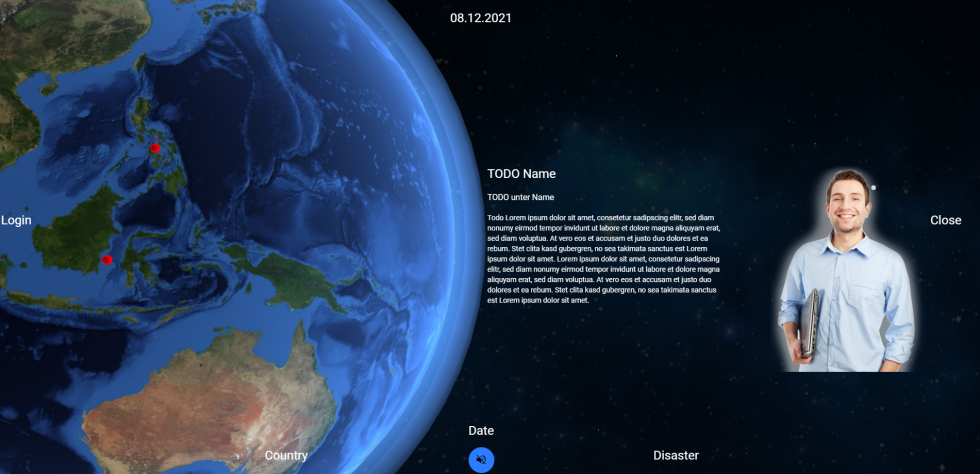 08.12.2021
TODO Name
TODO unter Name
Todo Lorem ipsum dolor sit amet, consetetur sadipscing elitr, sed diam
nonumy eirmod tempor invidunt ut labore et dolore magna aliquyam erat,
sed diam voluptua. At vero eos et accusam et justo duo dolores et ea
rebum. Stet clita kasd gubergren, no sea takimata sanctus est Lorem
ipsum dolor sit amet. Lorem ipsum dolor sit amet, consetetur sadipscing
elitr, sed diam nonumy eirmod tempor invidunt ut labore et dolore magna
aliquyam erat, sed diam voluptua. At vero eos et accusam et justo duo
dolores et ea rebum. Stet clita kasd gubergren, no sea takimata sanctus
est Lorem ipsum dolor sit amet.
Login
Close
Date
Country
Disaster